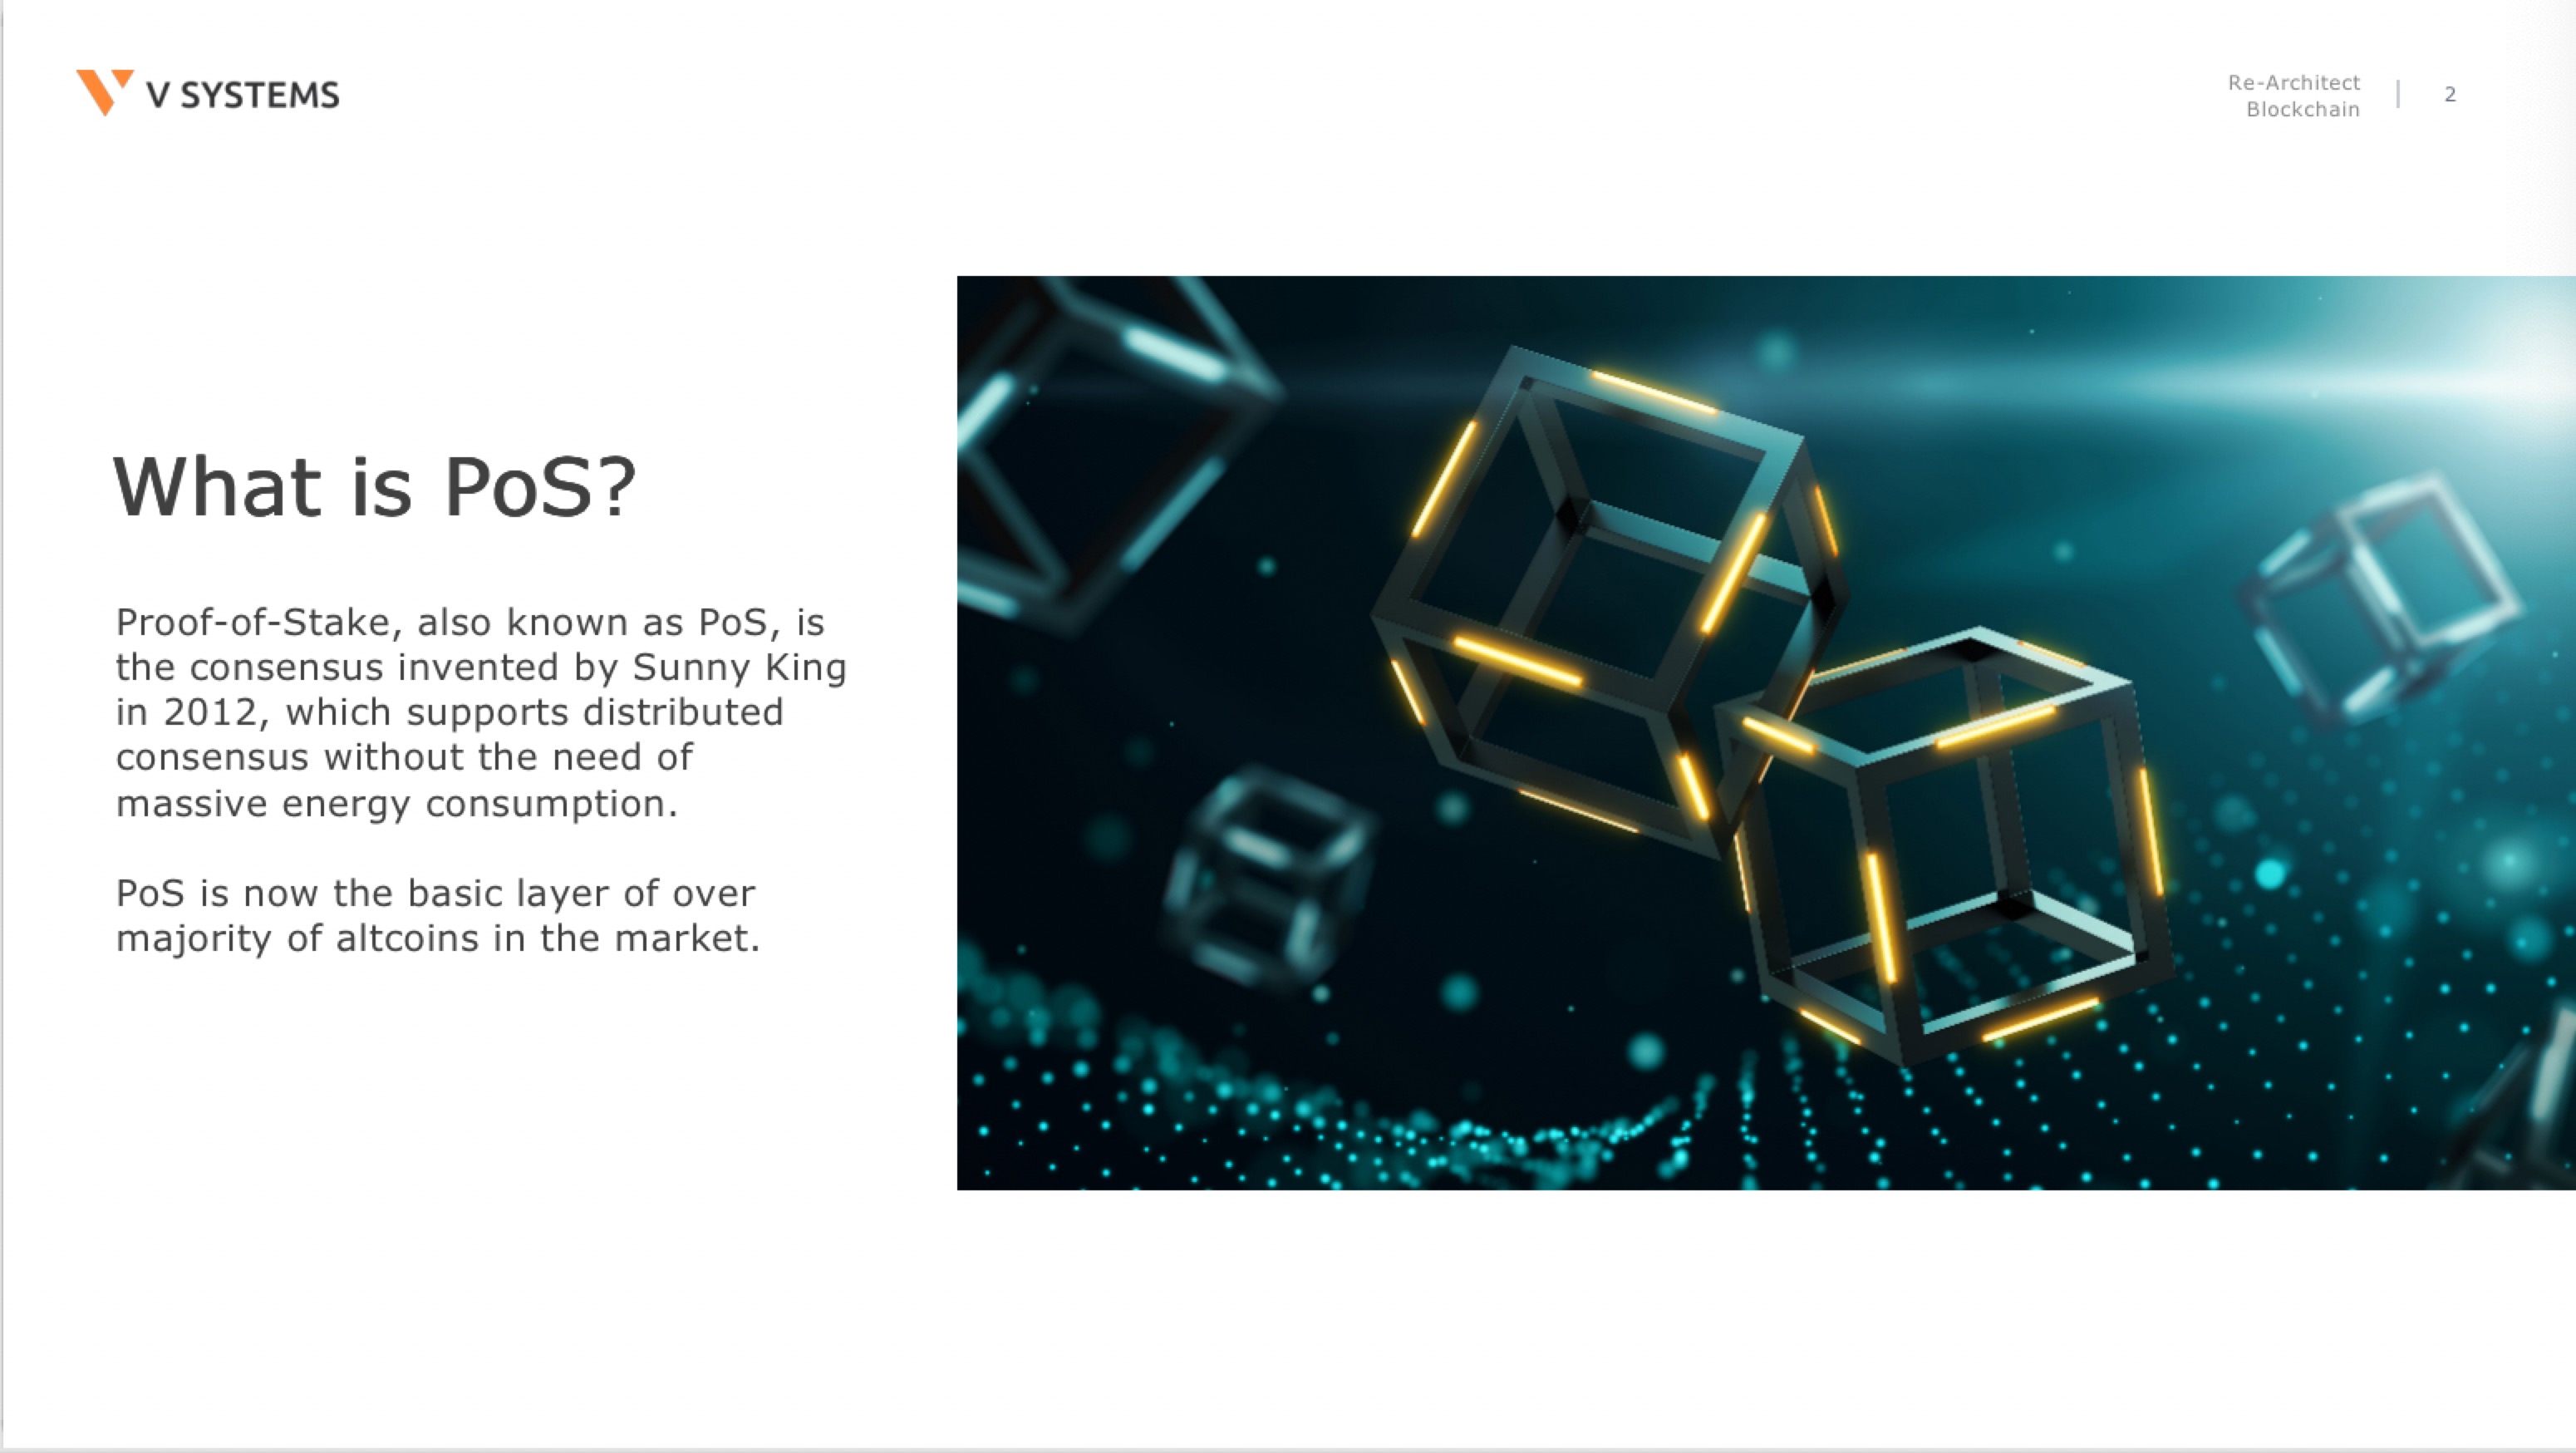 V SYSTEMS
Re-Architect
Blockchain
2
What is PoS?
Proof-of-Stake, also known as PoS, is
the consensus invented by Sunny King
in 2012, which supports distributed
consensus without the need of
massive energy consumption.
PoS is now the basic layer of over
majority of altcoins in the market.